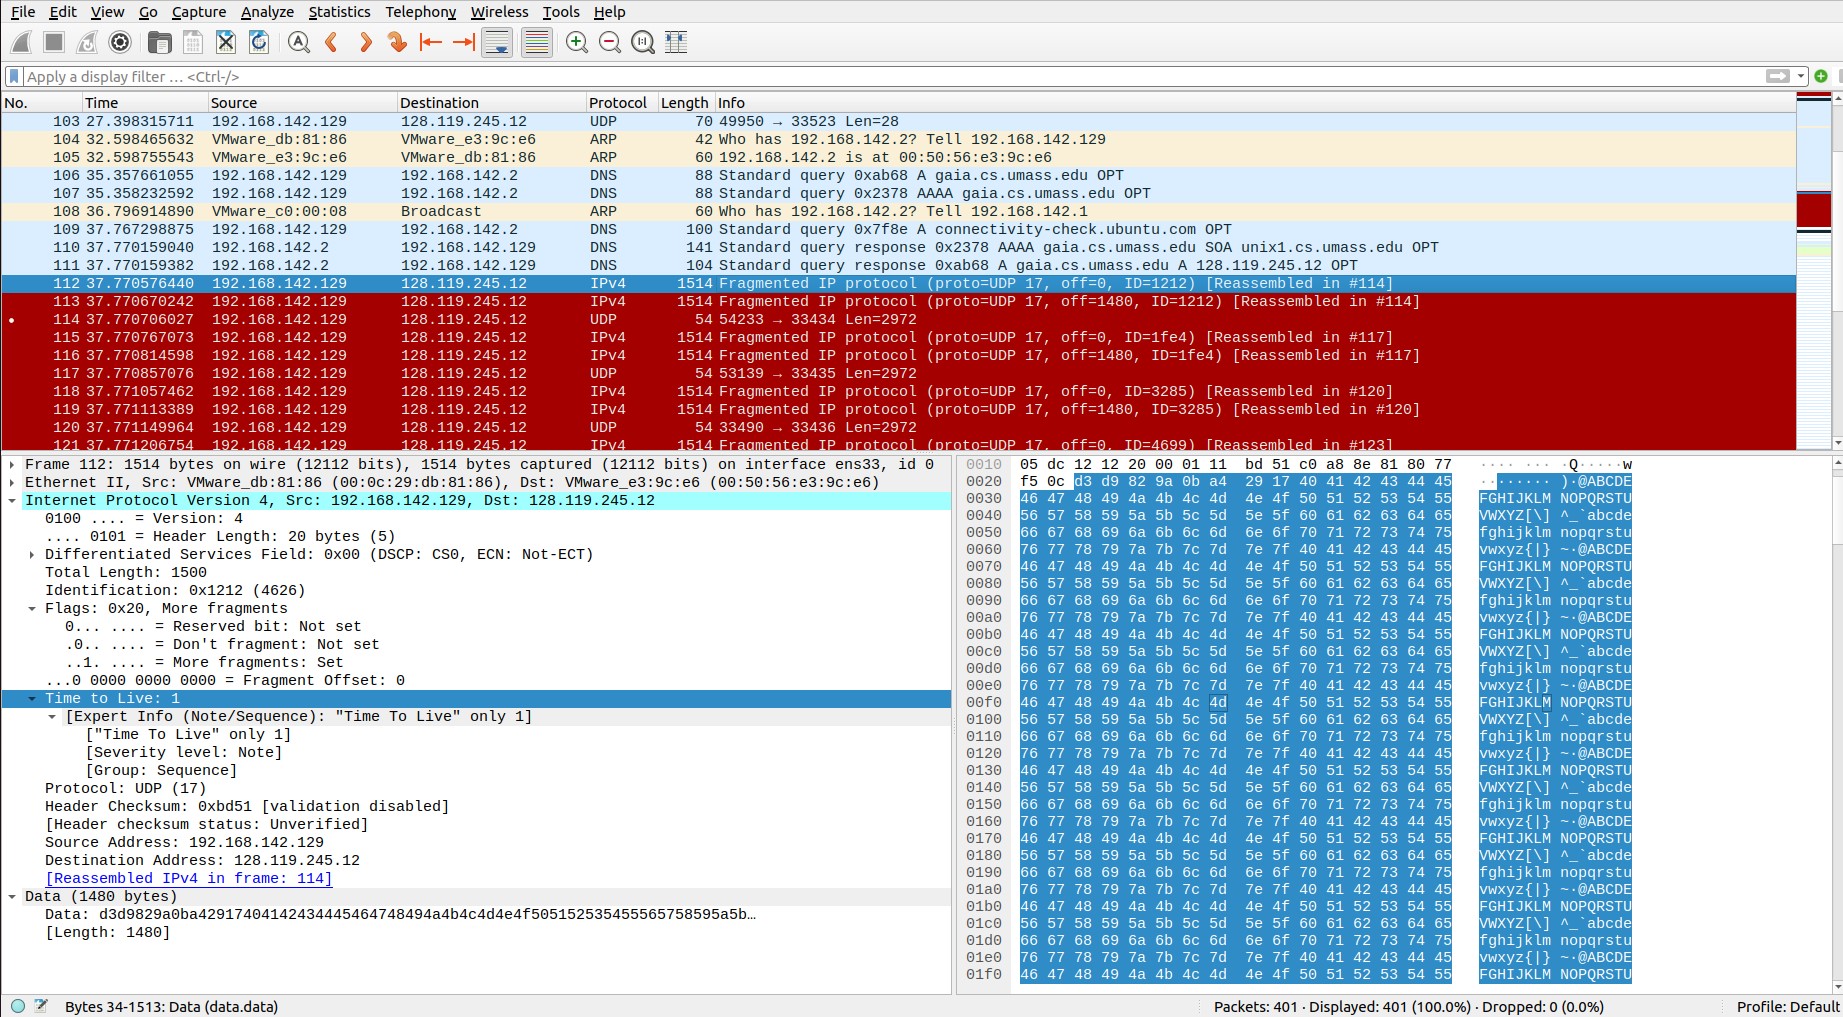 File Edit View Go Capture Analyze Statistics Telephony Wireless Tools Help
Apply a display filter … <Ctrl-/>
No. Time Source Destination Protocol Length Info
103 27.398315711 192.168.142.129 128.119.245.12 UDP 70 49950 → 33523 Len=28
104 32.598465632 VMware_db:81:86 VMware_e3:9c:e6 ARP 42 Who has 192.168.142.2? Tell 192.168.142.129
105 32.598755543 VMware_e3:9c:e6 VMware_db:81:86 ARP 60 192.168.142.2 is at 00:50:56:e3:9c:e6
106 35.357661055 192.168.142.129 192.168.142.2 DNS 88 Standard query 0xab68 A gaia.cs.umass.edu OPT
107 35.358232592 192.168.142.129 192.168.142.2 DNS 88 Standard query 0x2378 AAAA gaia.cs.umass.edu OPT
108 36.796914890 VMware_c0:00:08 Broadcast ARP 60 Who has 192.168.142.2? Tell 192.168.142.1
109 37.767298875 192.168.142.129 192.168.142.2 DNS 100 Standard query 0x7f8e A connectivity-check.ubuntu.com OPT
110 37.770159040 192.168.142.2 192.168.142.129 DNS 141 Standard query response 0x2378 AAAA gaia.cs.umass.edu SOA unix1.cs.umass.edu OPT
111 37.770159382 192.168.142.2 192.168.142.129 DNS 104 Standard query response 0xab68 A gaia.cs.umass.edu A 128.119.245.12 OPT
112 37.770576440 192.168.142.129 128.119.245.12 IPv4 1514 Fragmented IP protocol (proto=UDP 17, off=0, ID=1212) [Reassembled in #114]
113 37.770670242 192.168.142.129 128.119.245.12 IPv4 1514 Fragmented IP protocol (proto=UDP 17, off=1480, ID=1212) [Reassembled in #114]
114 37.770706027 192.168.142.129 128.119.245.12 UDP 54 54233 → 33434 Len=2972
115 37.770767073 192.168.142.129 128.119.245.12 IPv4 1514 Fragmented IP protocol (proto=UDP 17, off=0, ID=1fe4) [Reassembled in #117]
116 37.770814598 192.168.142.129 128.119.245.12 IPv4 1514 Fragmented IP protocol (proto=UDP 17, off=1480, ID=1fe4) [Reassembled in #117]
117 37.770857076 192.168.142.129 128.119.245.12 UDP 54 53139 → 33435 Len=2972
118 37.771057462 192.168.142.129 128.119.245.12 IPv4 1514 Fragmented IP protocol (proto=UDP 17, off=0, ID=3285) [Reassembled in #120]
119 37.771113389 192.168.142.129 128.119.245.12 IPv4 1514 Fragmented IP protocol (proto=UDP 17, off=1480, ID=3285) [Reassembled in #120]
120 37.771149964 192.168.142.129 128.119.245.12 UDP 54 33490 → 33436 Len=2972
121 37.771206754 192.168.142.129 128.119.245.12 IPv4 1514 Fragmented IP protocol (proto=UDP 17, off=0, ID=4699) [Reassembled in #123]
Frame 112: 1514 bytes on wire (12112 bits), 1514 bytes captured (12112 bits) on interface ens33, id 0
Ethernet II, Src: VMware_db:81:86 (00:0c:29:db:81:86), Dst: VMware_e3:9c:e6 (00:50:56:e3:9c:e6)
Internet Protocol Version 4, Src: 192.168.142.129, Dst: 128.119.245.12
0100 .... = Version: 4
.... 0101 = Header Length: 20 bytes (5)
Differentiated Services Field: 0x00 (DSCP: CS0, ECN: Not-ECT)
Total Length: 1500
Identification: 0x1212 (4626)
Flags: 0x20, More fragments
0... .... = Reserved bit: Not set
.0.. .... = Don't fragment: Not set
..1. .... = More fragments: Set
...0 0000 0000 0000 = Fragment Offset: 0
Time to Live: 1
[Expert Info (Note/Sequence): "Time To Live" only 1]
["Time To Live" only 1]
[Severity level: Note]
[Group: Sequence]
Protocol: UDP (17)
Header Checksum: 0xbd51 [validation disabled]
[Header checksum status: Unverified]
Source Address: 192.168.142.129
Destination Address: 128.119.245.12
[Reassembled IPv4 in frame: 114]
Data (1480 bytes)
Data: d3d9829a0ba429174041424344454647484 94a4b4c4d4e4f505152535455565758595a5b…
[Length: 1480]
0010 05 dc 12 12 20 00 01 11 bd 51 c0 a8 8e 81 80 77 ···· ··· ·Q·····w
0020 f5 0c d3 d9 82 9a 0b a4 29 17 40 41 42 43 44 45 ········ )·@ABCDE
0030 46 47 48 49 4a 4b 4c 4d 4e 4f 50 51 52 53 54 55 FGHIJKLM NOPQRSTU
0040 56 57 58 59 5a 5b 5c 5d 5e 5f 60 61 62 63 64 65 VWXYZ[\] ^_`abcde
0050 66 67 68 69 6a 6b 6c 6d 6e 6f 70 71 72 73 74 75 fghijklm nopqrstu
0060 76 77 78 79 7a 7b 7c 7d 7e 7f 40 41 42 43 44 45 vwxyz{|} ~·@ABCDE
0070 46 47 48 49 4a 4b 4c 4d 4e 4f 50 51 52 53 54 55 FGHIJKLM NOPQRSTU
0080 56 57 58 59 5a 5b 5c 5d 5e 5f 60 61 62 63 64 65 VWXYZ[\] ^_`abcde
0090 66 67 68 69 6a 6b 6c 6d 6e 6f 70 71 72 73 74 75 fghijklm nopqrstu
00a0 76 77 78 79 7a 7b 7c 7d 7e 7f 40 41 42 43 44 45 vwxyz{|} ~·@ABCDE
00b0 46 47 48 49 4a 4b 4c 4d 4e 4f 50 51 52 53 54 55 FGHIJKLM NOPQRSTU
00c0 56 57 58 59 5a 5b 5c 5d 5e 5f 60 61 62 63 64 65 VWXYZ[\] ^_`abcde
00d0 66 67 68 69 6a 6b 6c 6d 6e 6f 70 71 72 73 74 75 fghijklm nopqrstu
00e0 76 77 78 79 7a 7b 7c 7d 7e 7f 40 41 42 43 44 45 vwxyz{|} ~·@ABCDE
00f0 46 47 48 49 4a 4b 4c 4d 4e 4f 50 51 52 53 54 55 FGHIJKLM NOPQRSTU
0100 56 57 58 59 5a 5b 5c 5d 5e 5f 60 61 62 63 64 65 VWXYZ[\] ^_`abcde
0110 66 67 68 69 6a 6b 6c 6d 6e 6f 70 71 72 73 74 75 fghijklm nopqrstu
0120 76 77 78 79 7a 7b 7c 7d 7e 7f 40 41 42 43 44 45 vwxyz{|} ~·@ABCDE
0130 46 47 48 49 4a 4b 4c 4d 4e 4f 50 51 52 53 54 55 FGHIJKLM NOPQRSTU
0140 56 57 58 59 5a 5b 5c 5d 5e 5f 60 61 62 63 64 65 VWXYZ[\] ^_`abcde
0150 66 67 68 69 6a 6b 6c 6d 6e 6f 70 71 72 73 74 75 fghijklm nopqrstu
0160 76 77 78 79 7a 7b 7c 7d 7e 7f 40 41 42 43 44 45 vwxyz{|} ~·@ABCDE
0170 46 47 48 49 4a 4b 4c 4d 4e 4f 50 51 52 53 54 55 FGHIJKLM NOPQRSTU
0180 56 57 58 59 5a 5b 5c 5d 5e 5f 60 61 62 63 64 65 VWXYZ[\] ^_`abcde
0190 66 67 68 69 6a 6b 6c 6d 6e 6f 70 71 72 73 74 75 fghijklm nopqrstu
01a0 76 77 78 79 7a 7b 7c 7d 7e 7f 40 41 42 43 44 45 vwxyz{|} ~·@ABCDE
01b0 46 47 48 49 4a 4b 4c 4d 4e 4f 50 51 52 53 54 55 FGHIJKLM NOPQRSTU
01c0 56 57 58 59 5a 5b 5c 5d 5e 5f 60 61 62 63 64 65 VWXYZ[\] ^_`abcde
01d0 66 67 68 69 6a 6b 6c 6d 6e 6f 70 71 72 73 74 75 fghijklm nopqrstu
01e0 76 77 78 79 7a 7b 7c 7d 7e 7f 40 41 42 43 44 45 vwxyz{|} ~·@ABCDE
01f0 46 47 48 49 4a 4b 4c 4d 4e 4f 50 51 52 53 54 55 FGHIJKLM NOPQRSTU
Bytes 34-1513: Data (data.data) Packets: 401 · Displayed: 401 (100.0%) · Dropped: 0 (0.0%) Profile: Default